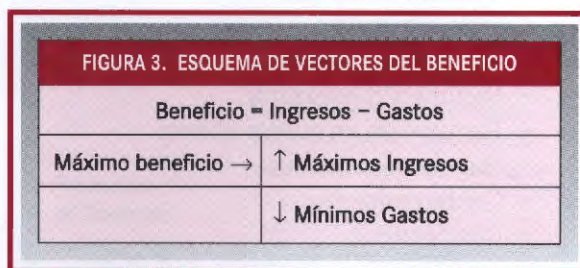 FIGURA 3. ESQUEMA DE VECTORES DEL BENEFICIO
Beneficio = Ingresos – Gastos
Máximo beneficio → ↑ Máximos Ingresos
↓ Mínimos Gastos